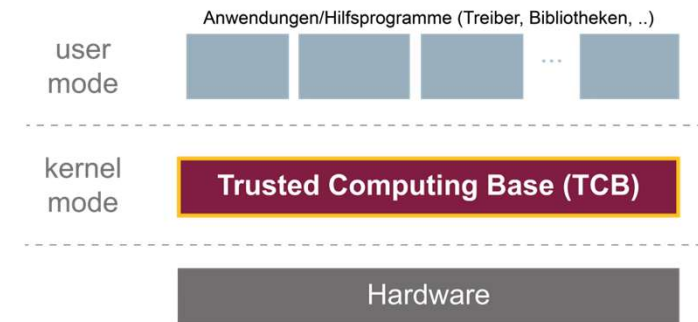 Anwendungen/Hilfsprogramme (Treiber, Bibliotheken, ..)
user
mode
...
kernel
mode
Trusted Computing Base (TCB)
Hardware